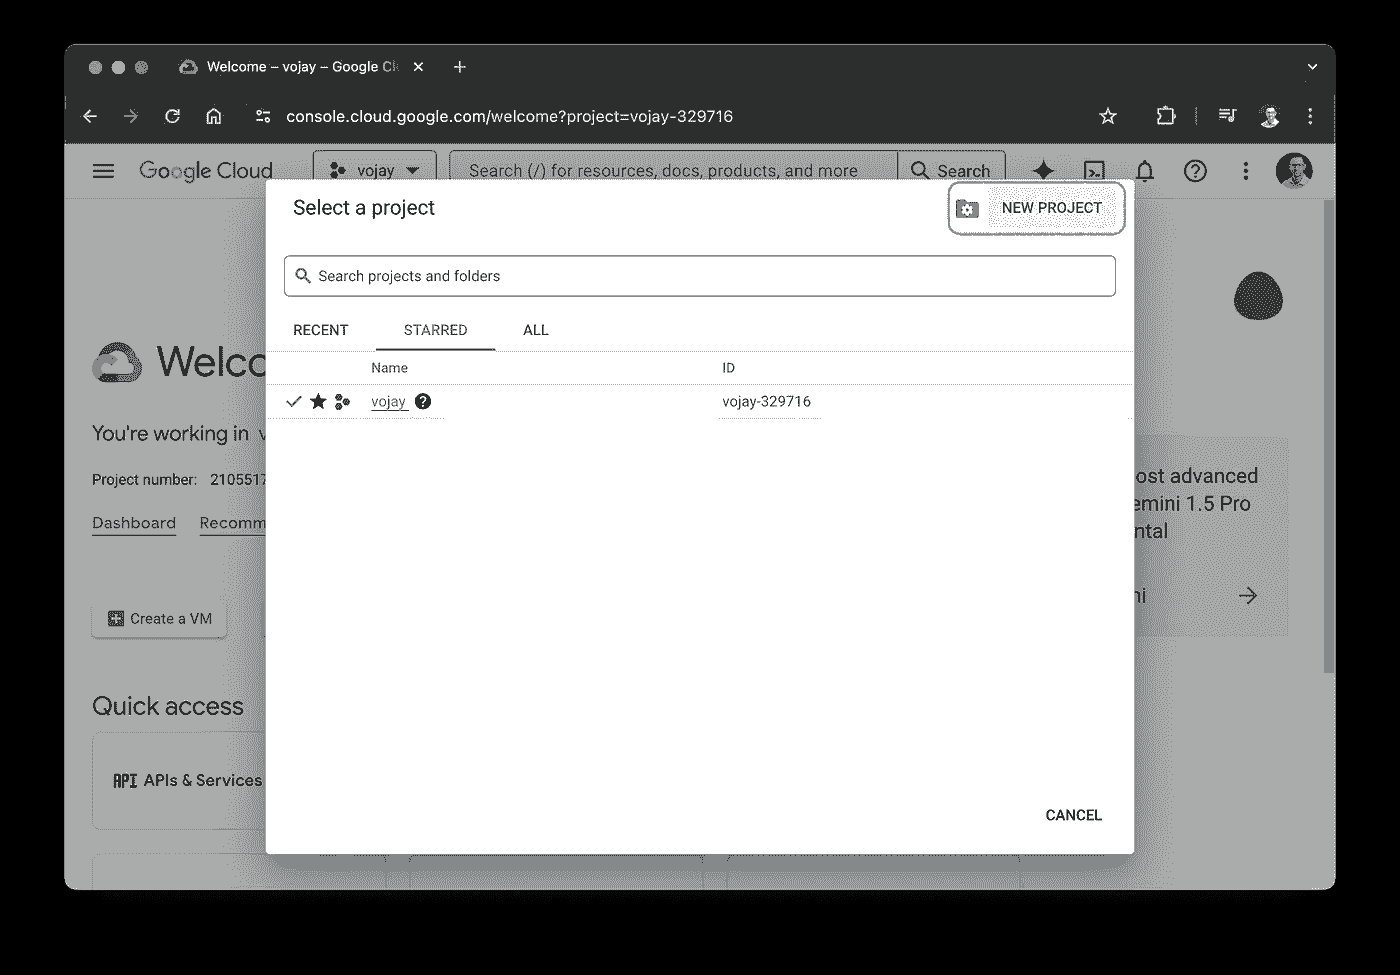 Welcome – vojay – Google Cl
console.cloud.google.com/welcome?project=vojay-329716
Google Cloud
vojay
Search (/) for resources, docs, products, and more
Search
Select a project
NEW PROJECT
Search projects and folders
RECENT
STARRED
ALL
Name
ID
vojay
vojay-329716
Welco
You're working in
Project number: 210551
Dashboard
Recomm
Create a VM
Quick access
API APIs & Services
ost advanced
emini 1.5 Pro
ntal
ni
CANCEL